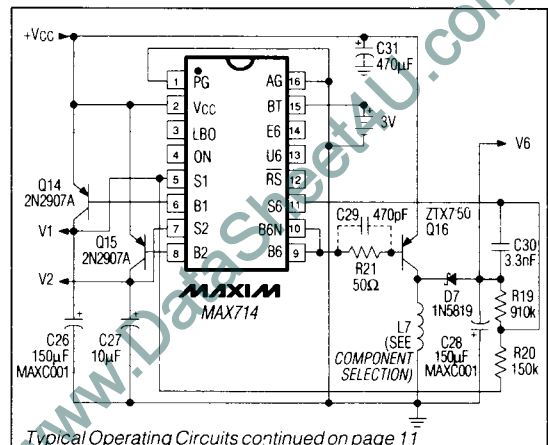 +VCC
C31
470µF
1 PG AG 16
2 VCC BT 15
3V
3 LBO E6 14
4 ON U6 13
V6
5 S1 RS 12
6 B1 S6 11
7 S2 B6N 10
8 B2 B6 9
Q14
2N2907A
V1
Q15
2N2907A
V2
C29 470pF
ZTX750
Q16
R21
50Ω
C30
3.3nF
MAXIM
MAX714
D7
1N5819
R19
910k
L7
(SEE
COMPONENT
SELECTION)
C28
150µF
MAXC001
R20
150k
C26
150µF
MAXC001
C27
10µF
Typical Operating Circuits continued on page 11
www.DataSheet4U.com